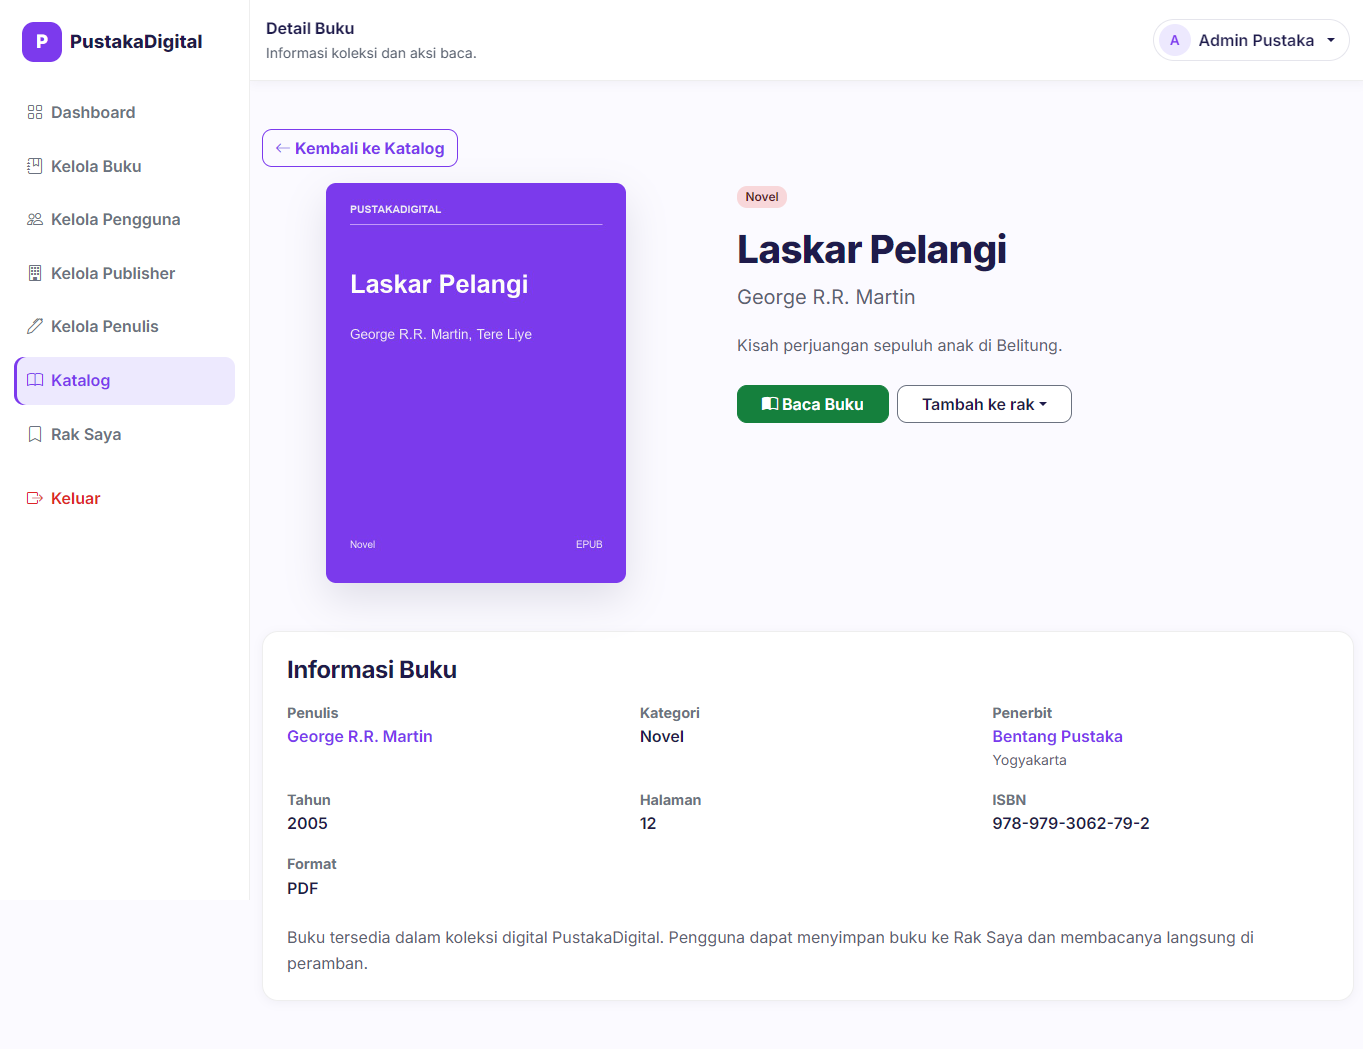 P PustakaDigital
Dashboard
Kelola Buku
Kelola Pengguna
Kelola Publisher
Kelola Penulis
Katalog
Rak Saya
Keluar
Detail Buku
Informasi koleksi dan aksi baca.
A Admin Pustaka
← Kembali ke Katalog
PUSTAKADIGITAL
Laskar Pelangi
George R.R. Martin, Tere Liye
Novel EPUB
Novel
Laskar Pelangi
George R.R. Martin
Kisah perjuangan sepuluh anak di Belitung.
Baca Buku Tambah ke rak
Informasi Buku
Penulis
George R.R. Martin
Kategori
Novel
Penerbit
Bentang Pustaka
Yogyakarta
Tahun
2005
Halaman
12
ISBN
978-979-3062-79-2
Format
PDF
Buku tersedia dalam koleksi digital PustakaDigital. Pengguna dapat menyimpan buku ke Rak Saya dan membacanya langsung di
peramban.